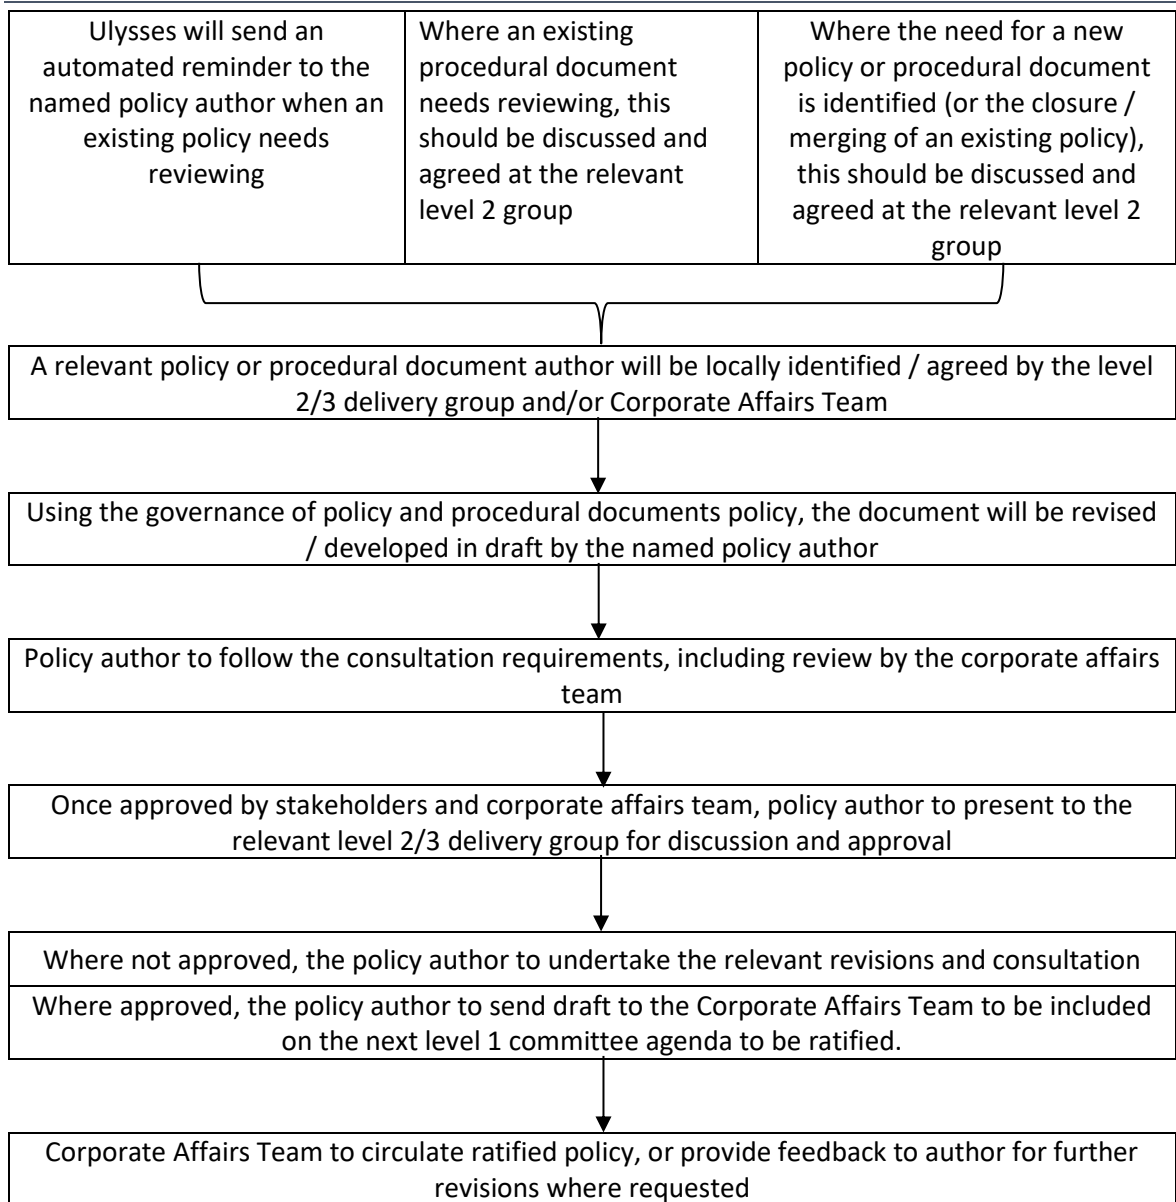 Ulysses will send an
automated reminder to the
named policy author when an
existing policy needs
reviewing
Where an existing
procedural document
needs reviewing, this
should be discussed and
agreed at the relevant
level 2 group
Where the need for a new
policy or procedural document
is identified (or the closure /
merging of an existing policy),
this should be discussed and
agreed at the relevant level 2
group
A relevant policy or procedural document author will be locally identified / agreed by the level
2/3 delivery group and/or Corporate Affairs Team
Using the governance of policy and procedural documents policy, the document will be revised
/ developed in draft by the named policy author
Policy author to follow the consultation requirements, including review by the corporate affairs
team
Once approved by stakeholders and corporate affairs team, policy author to present to the
relevant level 2/3 delivery group for discussion and approval
Where not approved, the policy author to undertake the relevant revisions and consultation
Where approved, the policy author to send draft to the Corporate Affairs Team to be included
on the next level 1 committee agenda to be ratified.
Corporate Affairs Team to circulate ratified policy, or provide feedback to author for further
revisions where requested